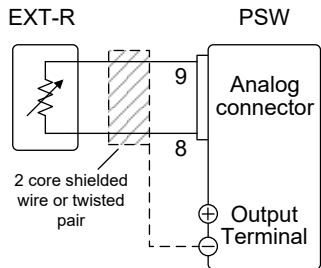 EXT-R
PSW
9
Analog
connector
8
2 core shielded
wire or twisted
pair
Output
Terminal